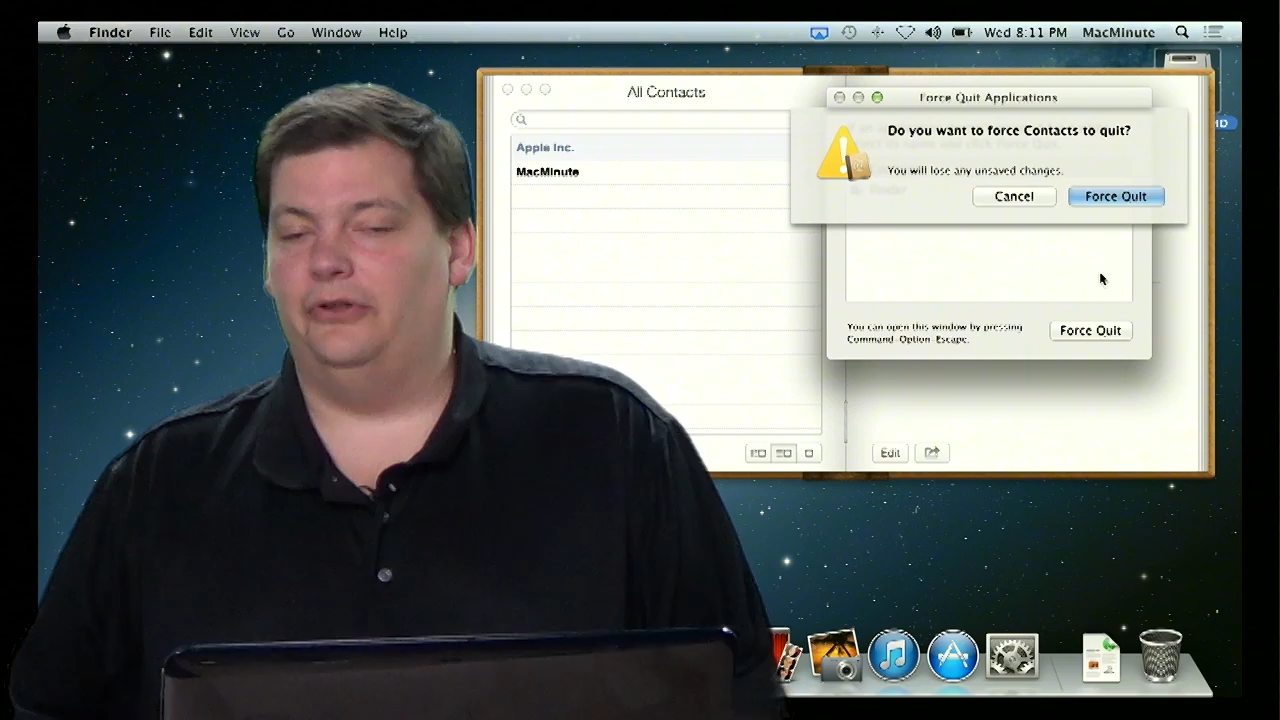 Finder File Edit View Go Window Help Wed 8:11 PM MacMinute
All Contacts
Apple Inc.
MacMinute
Force Quit Applications
Do you want to force Contacts to quit?
You will lose any unsaved changes.
Cancel Force Quit
You can open this window by pressing
Command-Option-Escape.
Force Quit
Edit